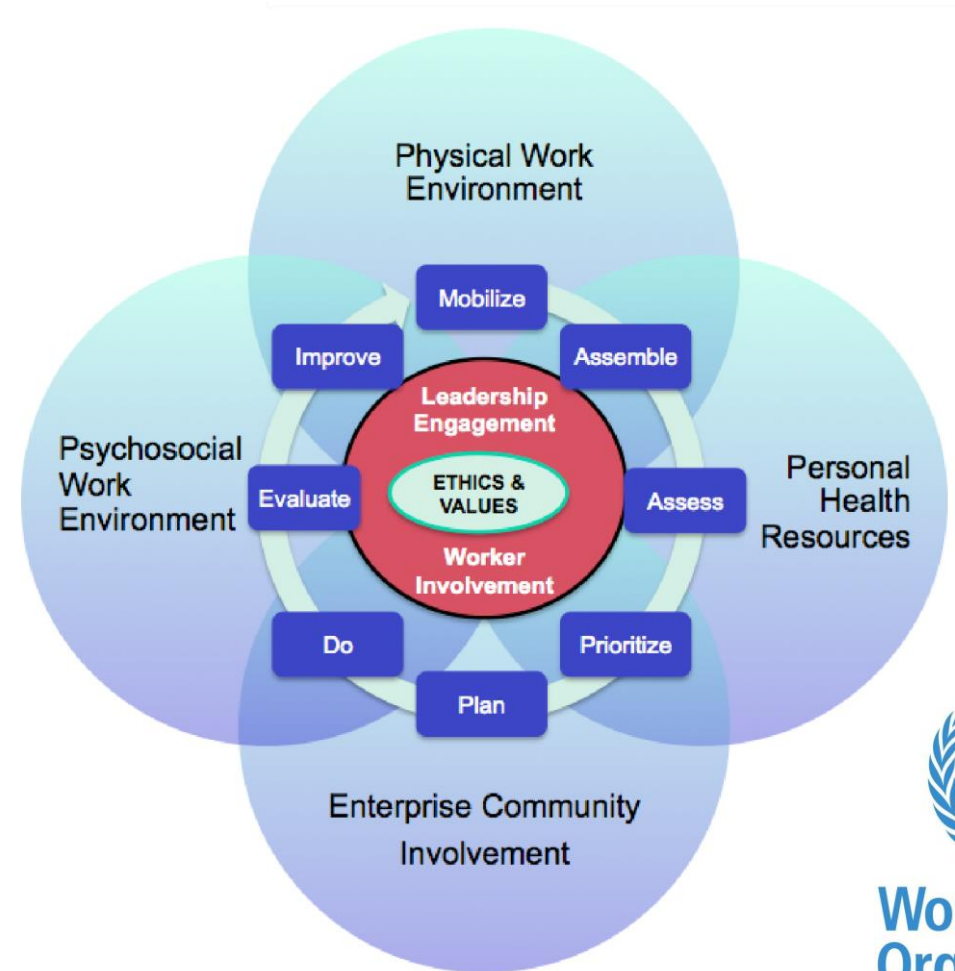 Physical Work
Environment
Mobilize
Improve
Assemble
Leadership
Engagement
Psychosocial
Work
Environment
Evaluate
ETHICS &
VALUES
Assess
Personal
Health
Resources
Worker
Involvement
Do
Prioritize
Plan
Enterprise Community
Involvement